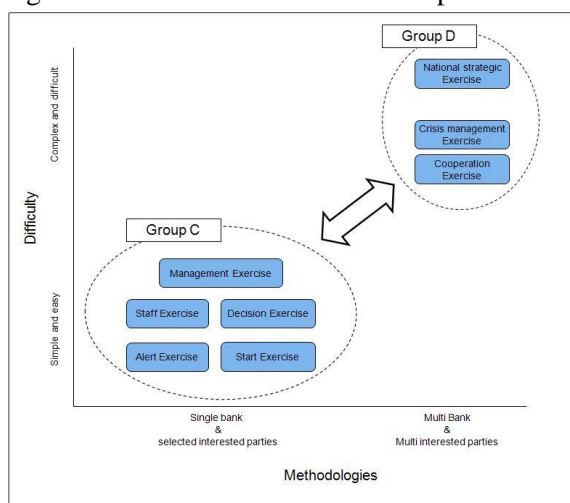 Group D
National strategic
Exercise
Crisis management
Exercise
Cooperation
Exercise
Complex and difficult
Difficulty
Simple and easy
Group C
Management Exercise
Staff Exercise
Decision Exercise
Alert Exercise
Start Exercise
Single bank
&
selected interested parties
Multi Bank
&
Multi interested parties
Methodologies